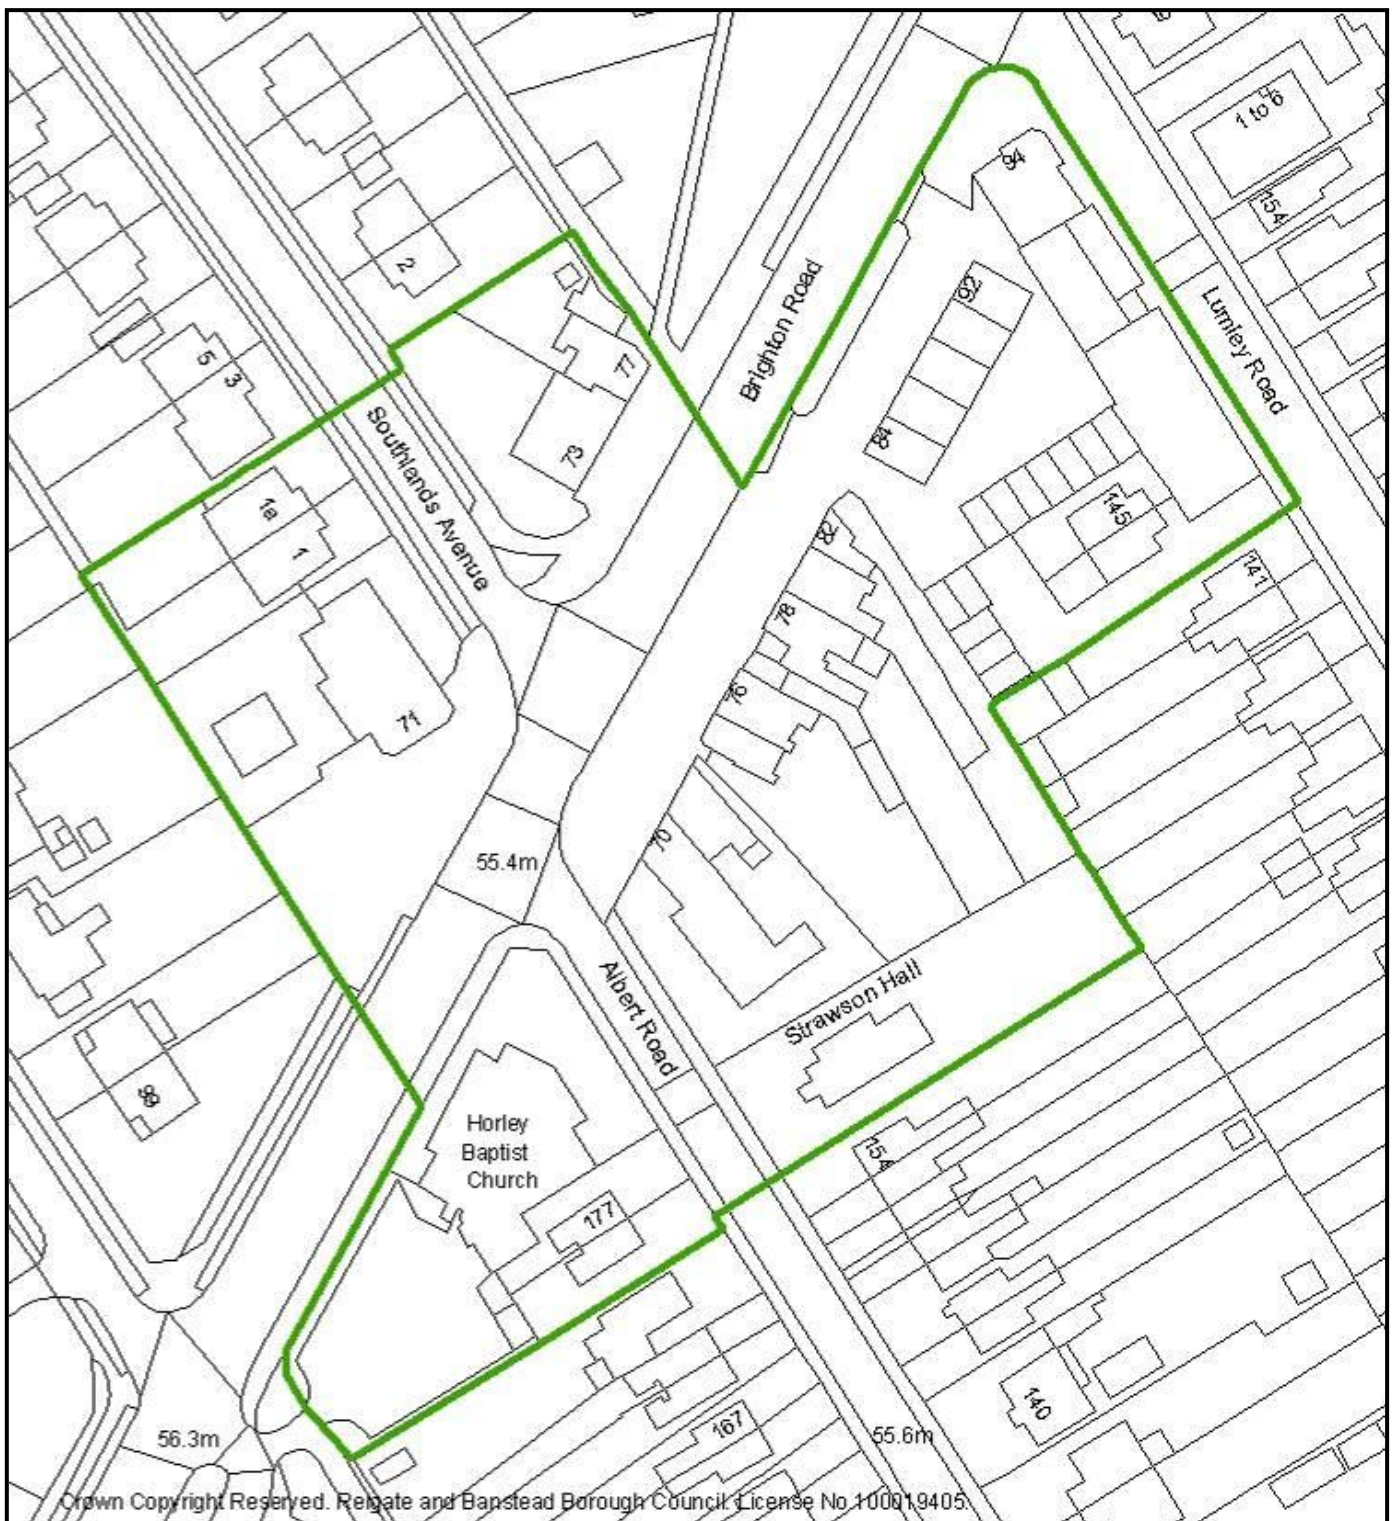 1 to 6
94
154
2
92
Brighton Road
Lumley Road
5
3
77
Southlands Avenue
84
73
1a
145
1
82
141
78
76
71
70
55.4m
Strawson Hall
Albert Road
Horley
Baptist
Church
154
177
140
167
56.3m
55.6m
Crown Copyright Reserved. Reigate and Banstead Borough Council. License No 100019405.